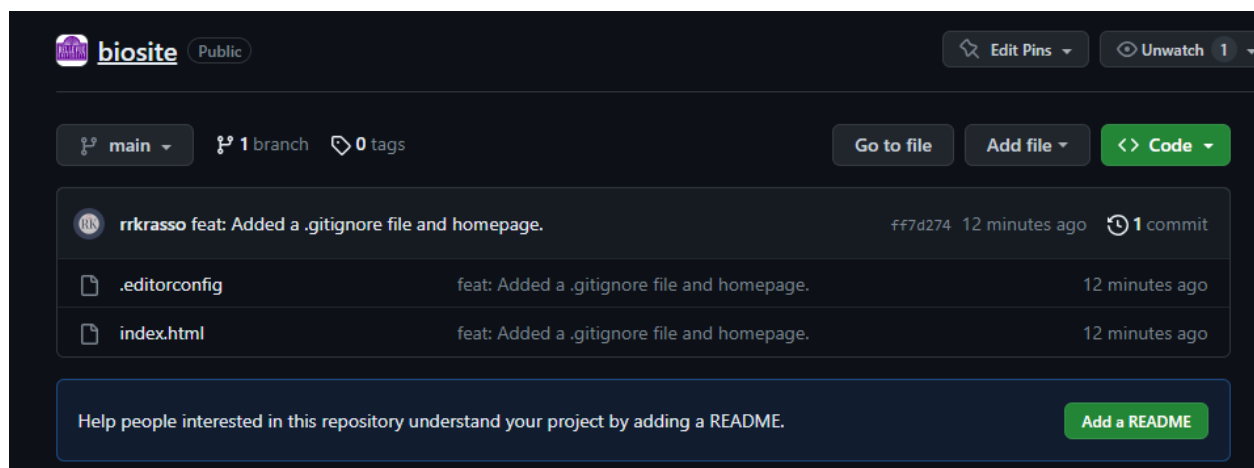 biosite Public Edit Pins Unwatch 1
main 1 branch 0 tags Go to file Add file <> Code
RK rrkrasso feat: Added a .gitignore file and homepage. ff7d274 12 minutes ago 1 commit
.editorconfig feat: Added a .gitignore file and homepage. 12 minutes ago
index.html feat: Added a .gitignore file and homepage. 12 minutes ago
Help people interested in this repository understand your project by adding a README. Add a README